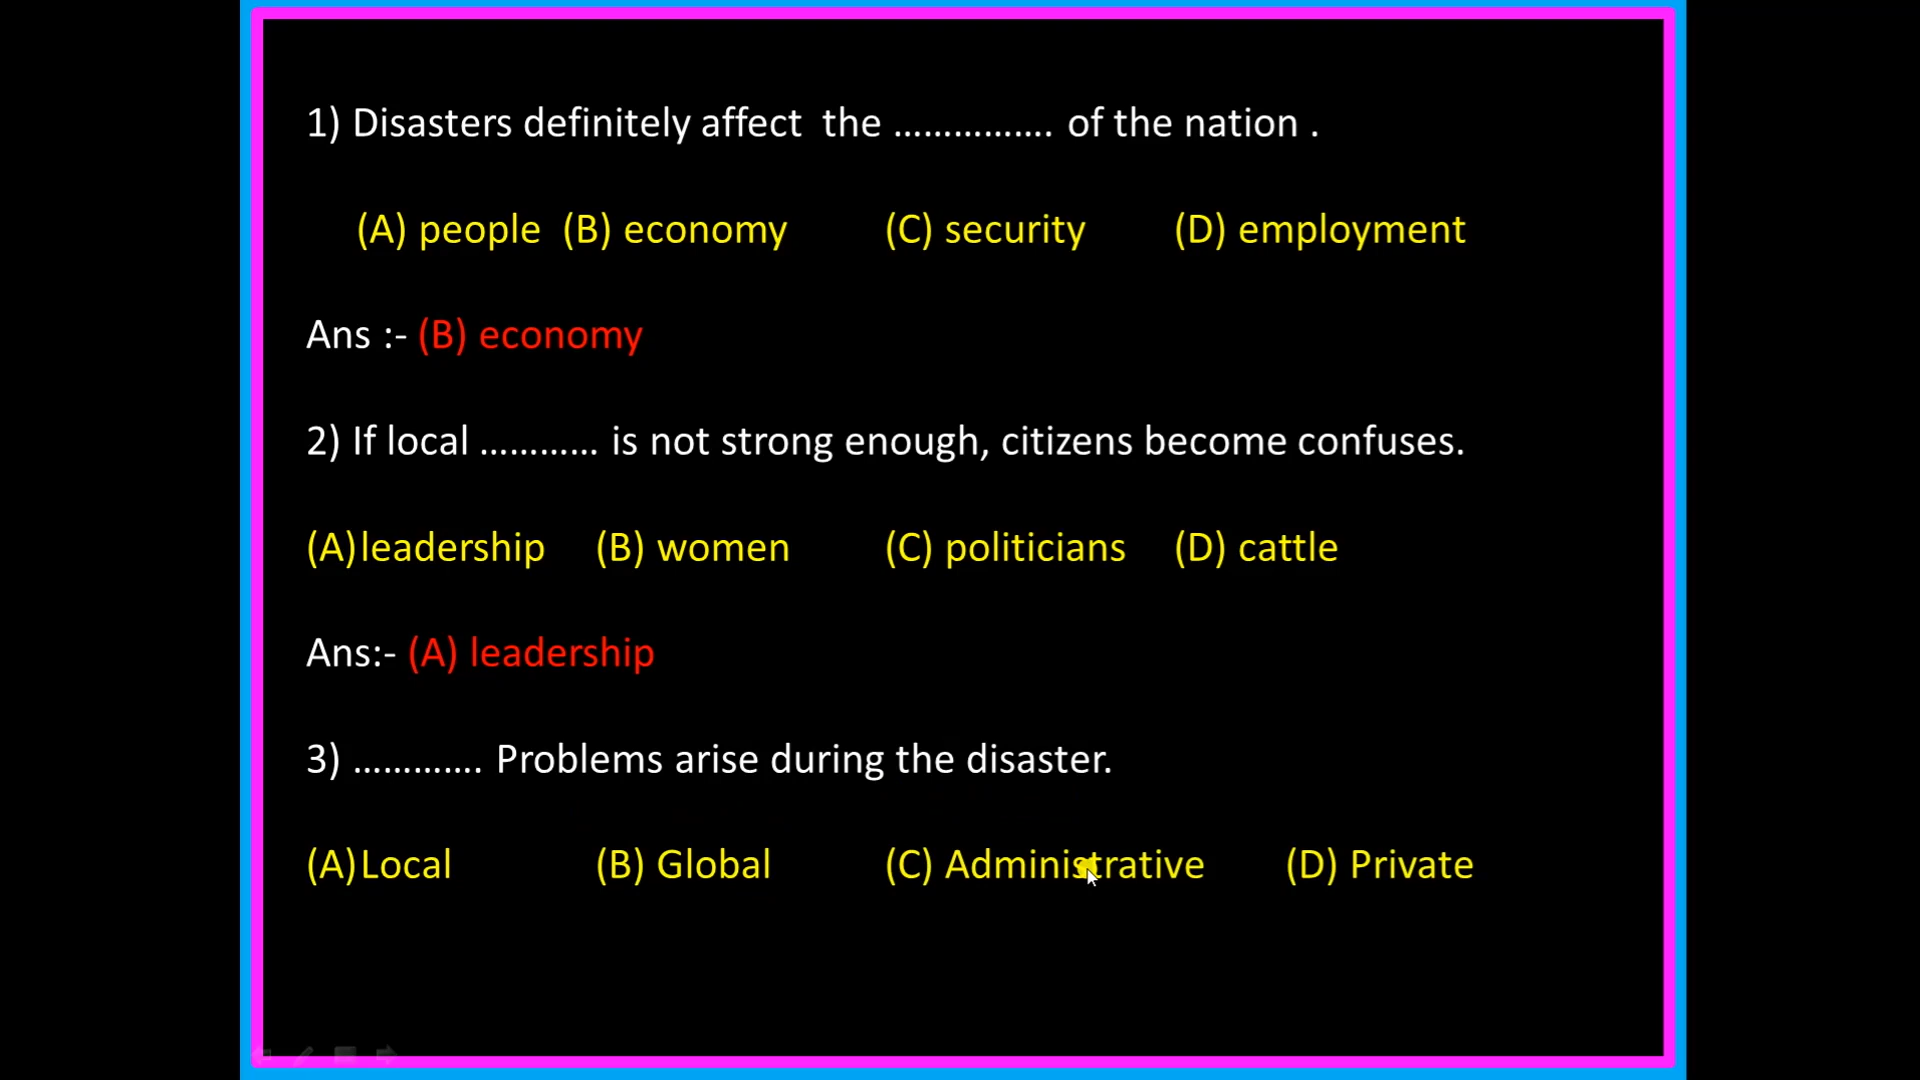 1) Disasters definitely affect  the ……………. of the nation .
(A) people  (B) economy  (C) security  (D) employment
Ans :- (B) economy
2) If local ………… is not strong enough, citizens become confuses.
(A)leadership  (B) women  (C) politicians  (D) cattle
Ans:- (A) leadership
3) …………. Problems arise during the disaster.
(A)Local  (B) Global  (C) Administrative  (D) Private